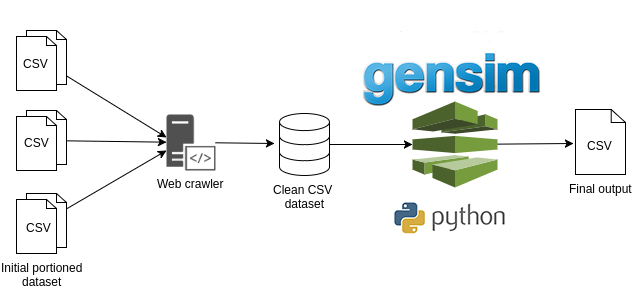 CSV
CSV
CSV
Initial portioned
dataset
</>
Web crawler
Clean CSV
dataset
gensim
python
CSV
Final output